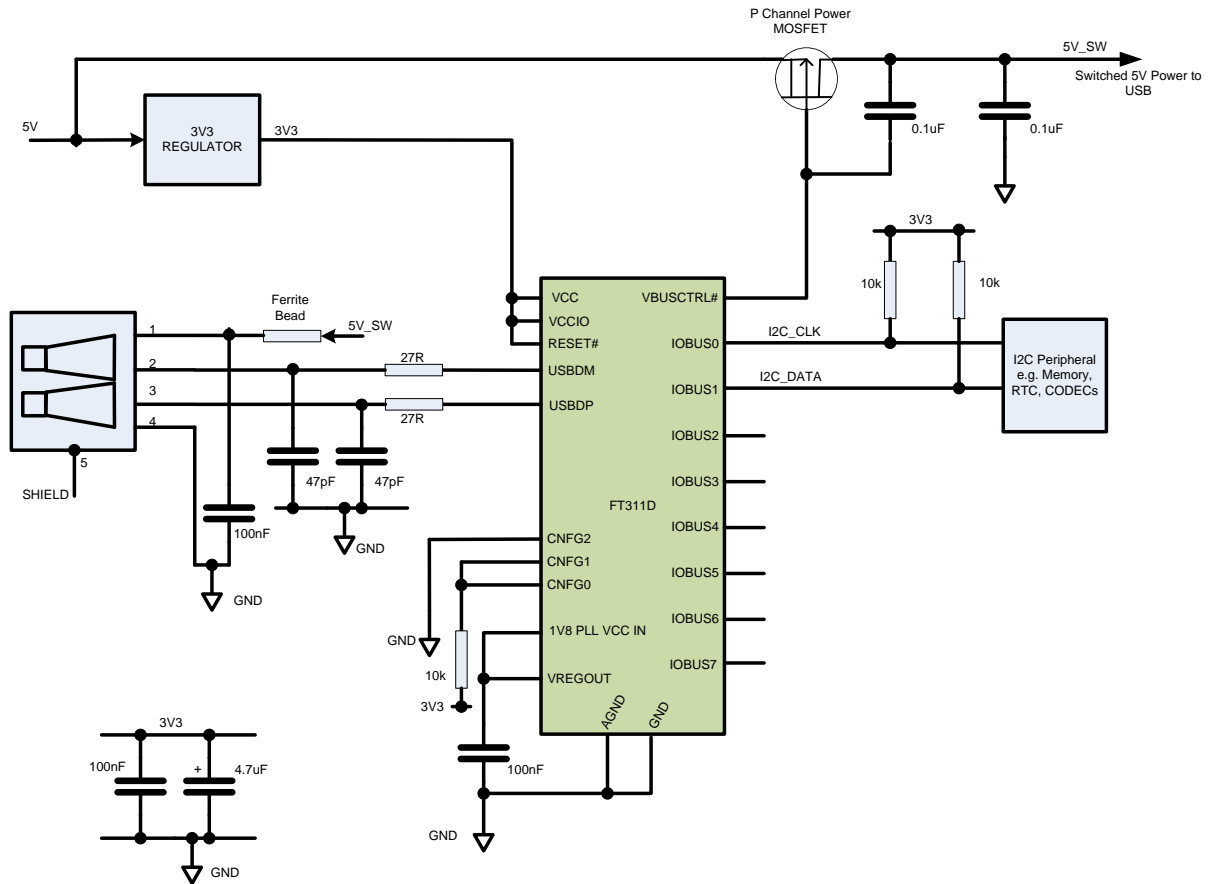 P Channel Power
MOSFET
5V_SW
Switched 5V Power to
USB
5V
3V3
REGULATOR
3V3
0.1uF
0.1uF
3V3
10k
10k
VCC
VCCIO
RESET#
USBDM
USBDP
VBUSCTRL#
IOBUS0
IOBUS1
IOBUS2
IOBUS3
IOBUS4
IOBUS5
IOBUS6
IOBUS7
FT311D
CNFG2
CNFG1
CNFG0
1V8 PLL VCC IN
VREGOUT
AGND
GND
I2C_CLK
I2C_DATA
I2C Peripheral
e.g. Memory,
RTC, CODECs
Ferrite
Bead
5V_SW
1
2
3
4
5
SHIELD
27R
27R
47pF
47pF
100nF
GND
GND
GND
10k
3V3
100nF
GND
3V3
100nF
+
4.7uF
GND